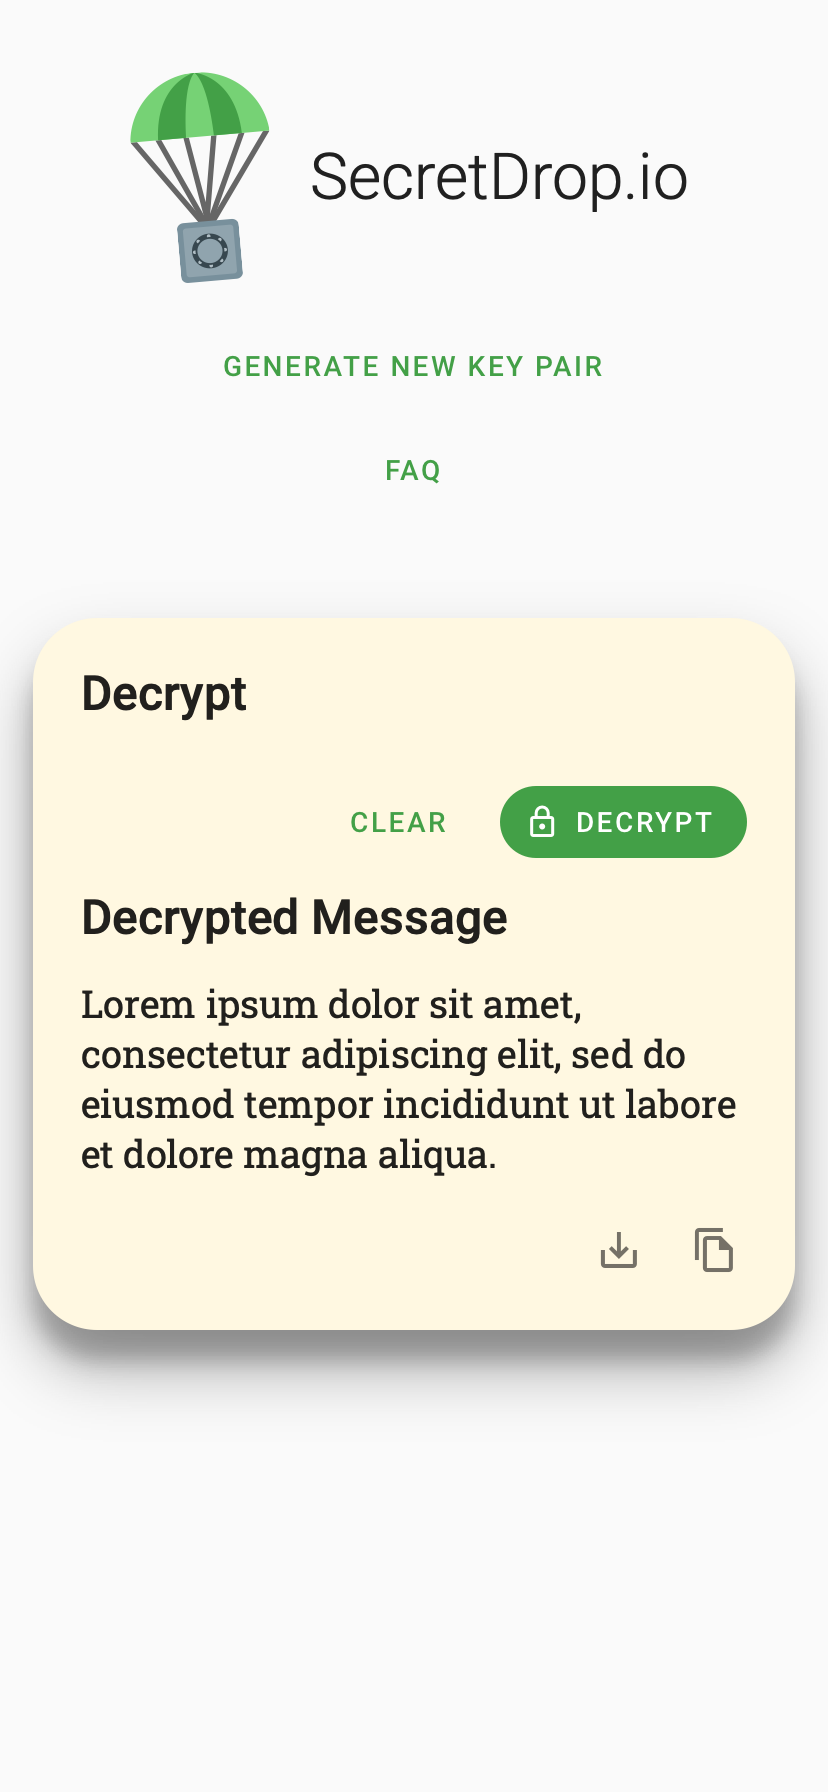 SecretDrop.io
GENERATE NEW KEY PAIR
FAQ
Decrypt
CLEAR
DECRYPT
Decrypted Message
Lorem ipsum dolor sit amet,
consectetur adipiscing elit, sed do
eiusmod tempor incididunt ut labore
et dolore magna aliqua.